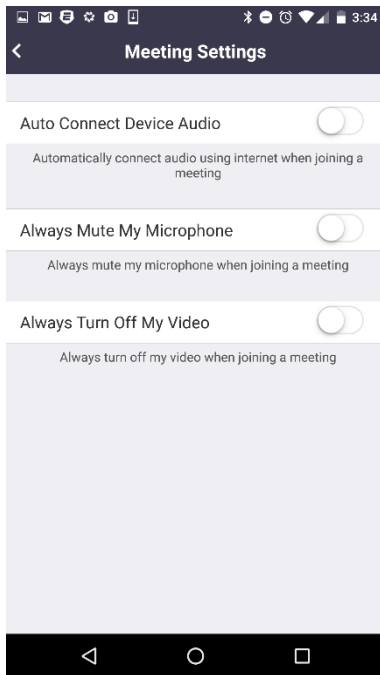 3:34
Meeting Settings
Auto Connect Device Audio
Automatically connect audio using internet when joining a
meeting
Always Mute My Microphone
Always mute my microphone when joining a meeting
Always Turn Off My Video
Always turn off my video when joining a meeting